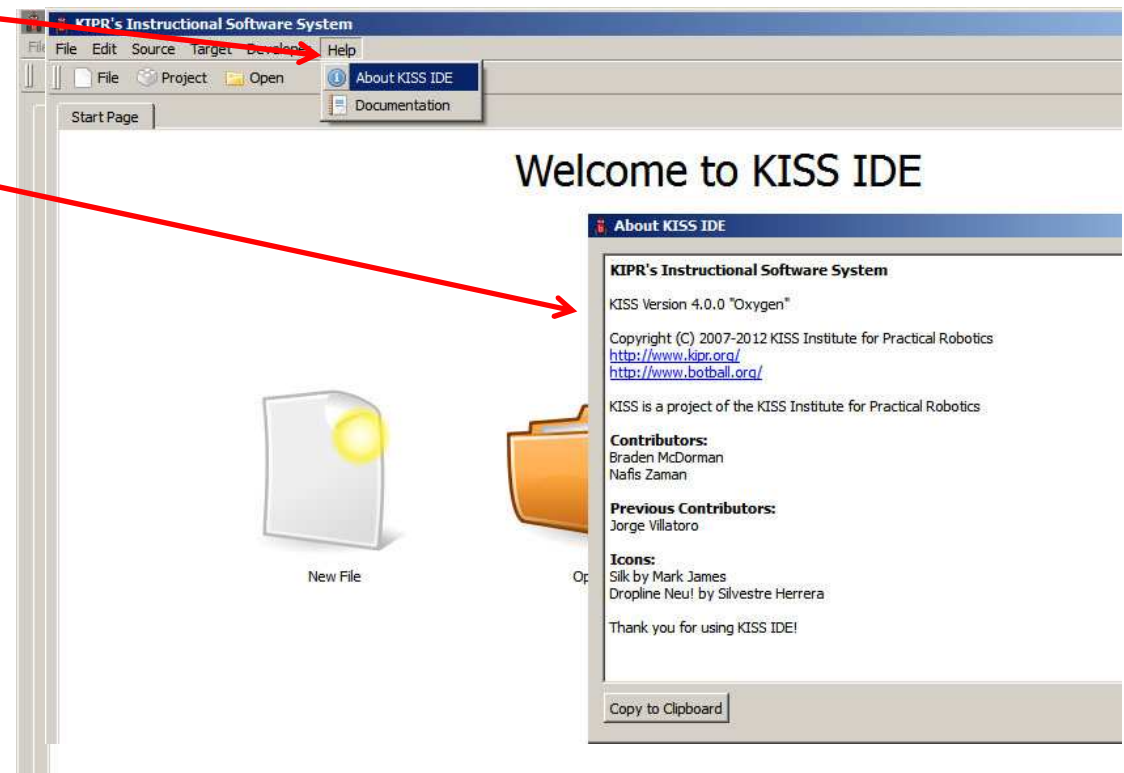 KIPR's Instructional Software System
File
File Edit Source Target Developer Help
File Project Open
About KISS IDE
Documentation
Start Page
Welcome to KISS IDE
About KISS IDE
KIPR's Instructional Software System
KISS Version 4.0.0 "Oxygen"
Copyright (C) 2007-2012 KISS Institute for Practical Robotics
http://www.kipr.org/
http://www.botball.org/
KISS is a project of the KISS Institute for Practical Robotics
Contributors:
Braden McDorman
Nafis Zaman
Previous Contributors:
Jorge Villatoro
Icons:
Silk by Mark James
Dropline Neu! by Silvestre Herrera
Thank you for using KISS IDE!
Copy to Clipboard
New File